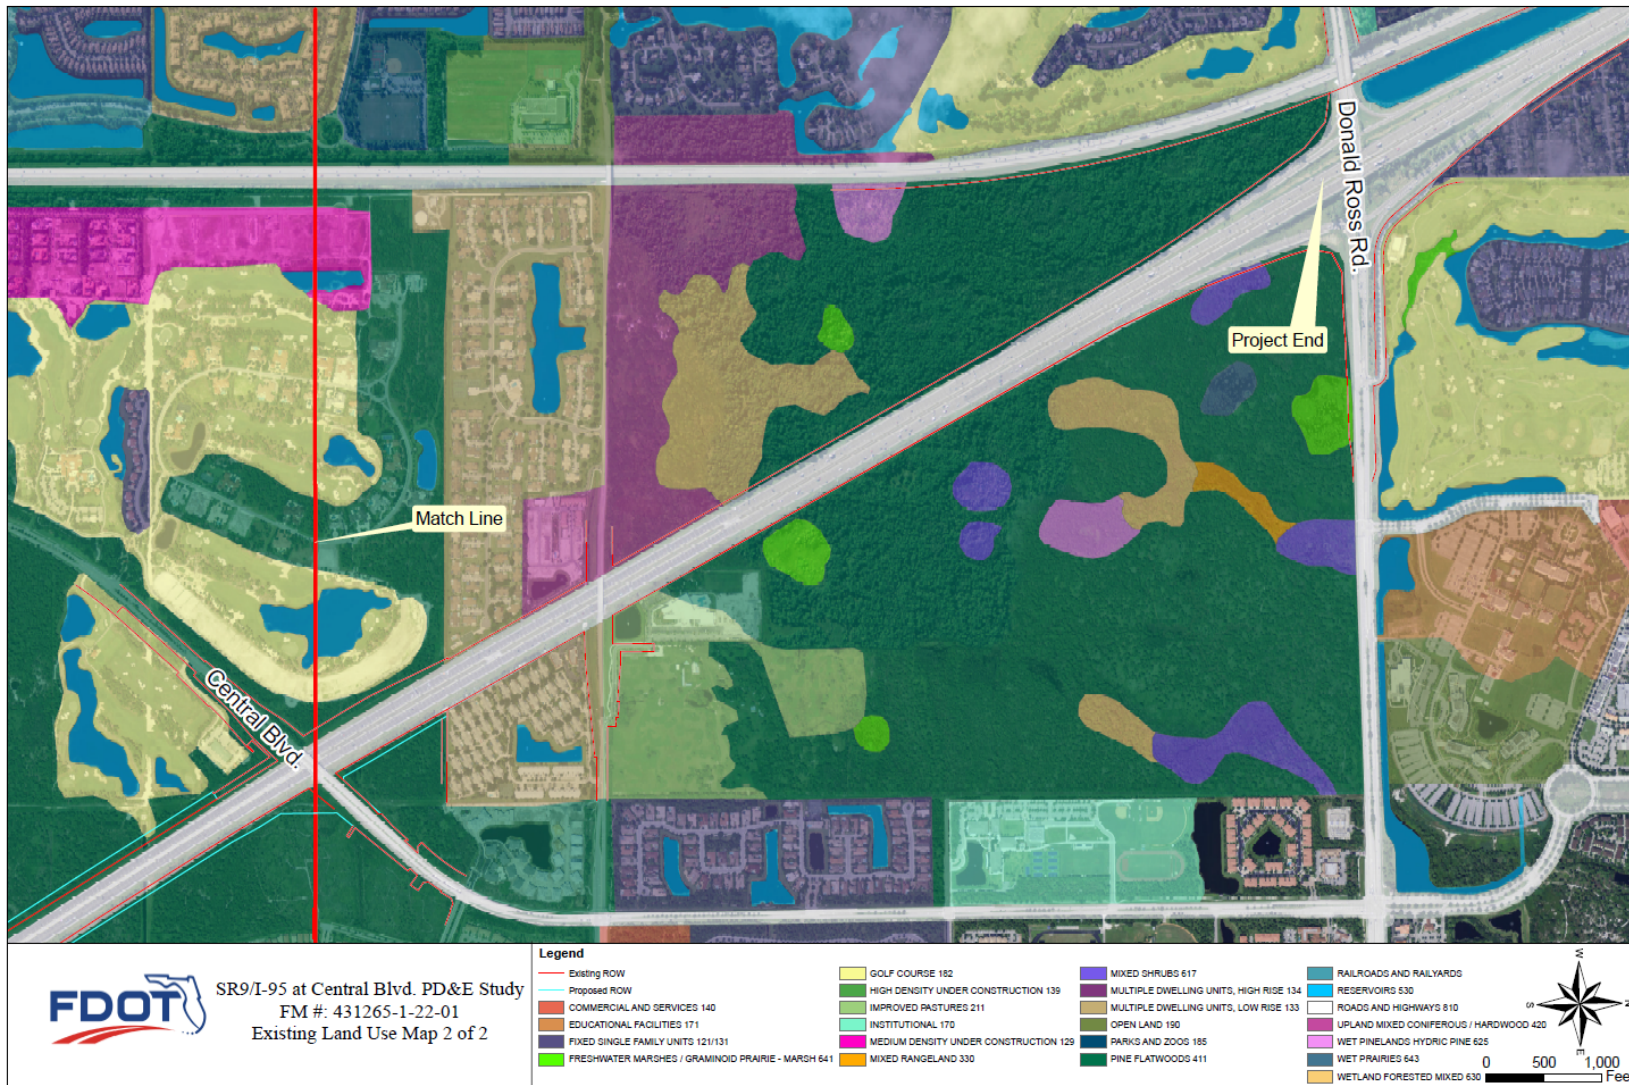 Donald Ross Rd.
Project End
Match Line
Central Blvd.
FDOT
SR9/I-95 at Central Blvd. PD&E Study
FM #: 431265-1-22-01
Existing Land Use Map 2 of 2
Legend
Existing ROW
Proposed ROW
COMMERCIAL AND SERVICES 140
EDUCATIONAL FACILITIES 171
FIXED SINGLE FAMILY UNITS 121/131
FRESHWATER MARSHES / GRAMINOID PRAIRIE - MARSH 641
GOLF COURSE 182
HIGH DENSITY UNDER CONSTRUCTION 139
IMPROVED PASTURES 211
INSTITUTIONAL 170
MEDIUM DENSITY UNDER CONSTRUCTION 129
MIXED RANGELAND 330
MIXED SHRUBS 617
MULTIPLE DWELLING UNITS, HIGH RISE 134
MULTIPLE DWELLING UNITS, LOW RISE 133
OPEN LAND 190
PARKS AND ZOOS 185
PINE FLATWOODS 411
RAILROADS AND RAILYARDS
RESERVOIRS 530
ROADS AND HIGHWAYS 810
UPLAND MIXED CONIFEROUS / HARDWOOD 420
WET PINELANDS HYDRIC PINE 625
WET PRAIRIES 643
WETLAND FORESTED MIXED 630
W
S
N
E
0 500 1,000
Feet